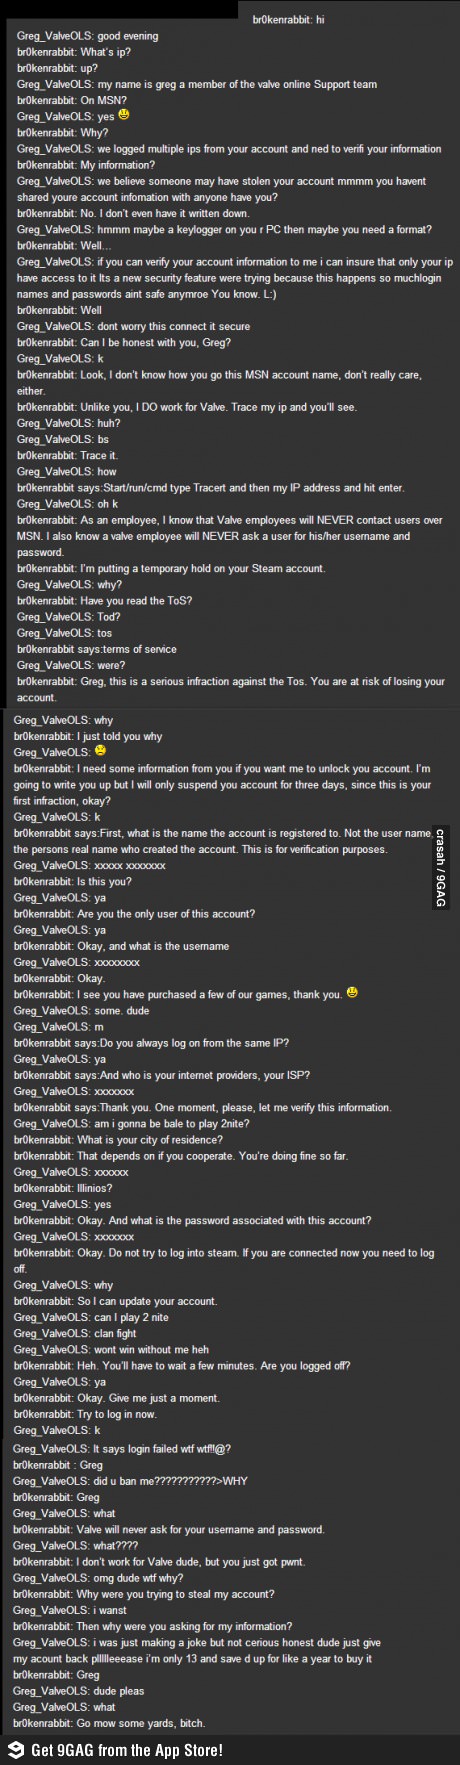 br0kenrabbit: hi
Greg_ValveOLS: good evening
br0kenrabbit: What's ip?
br0kenrabbit: up?
Greg_ValveOLS: my name is greg a member of the valve online Support team
br0kenrabbit: On MSN?
Greg_ValveOLS: yes
br0kenrabbit: Why?
Greg_ValveOLS: we logged multiple ips from your account and ned to verifi your information
br0kenrabbit: My information?
Greg_ValveOLS: we believe someone may have stolen your account mmmm you havent
shared youre account infomation with anyone have you?
br0kenrabbit: No. I don't even have it written down.
Greg_ValveOLS: hmmm maybe a keylogger on you r PC then maybe you need a format?
br0kenrabbit: Well...
Greg_ValveOLS: if you can verify your account information to me i can insure that only your ip
have access to it Its a new security feature were trying because this happens so muchlogin
names and passwords aint safe anymroe You know. L:)
br0kenrabbit: Well
Greg_ValveOLS: dont worry this connect it secure
br0kenrabbit: Can I be honest with you, Greg?
Greg_ValveOLS: k
br0kenrabbit: Look, I don't know how you go this MSN account name, don't really care,
either.
br0kenrabbit: Unlike you, I DO work for Valve. Trace my ip and you'll see.
Greg_ValveOLS: huh?
Greg_ValveOLS: bs
br0kenrabbit: Trace it.
Greg_ValveOLS: how
br0kenrabbit says:Start/run/cmd type Tracert and then my IP address and hit enter.
Greg_ValveOLS: oh k
br0kenrabbit: As an employee, I know that Valve employees will NEVER contact users over
MSN. I also know a valve employee will NEVER ask a user for his/her username and
password.
br0kenrabbit: I'm putting a temporary hold on your Steam account.
Greg_ValveOLS: why?
br0kenrabbit: Have you read the ToS?
Greg_ValveOLS: Tod?
Greg_ValveOLS: tos
br0kenrabbit says:terms of service
Greg_ValveOLS: were?
br0kenrabbit: Greg, this is a serious infraction against the Tos. You are at risk of losing your
account.
Greg_ValveOLS: why
br0kenrabbit: I just told you why
Greg_ValveOLS:
br0kenrabbit: I need some information from you if you want me to unlock you account. I'm
going to write you up but I will only suspend you account for three days, since this is your
first infraction, okay?
Greg_ValveOLS: k
br0kenrabbit says:First, what is the name the account is registered to. Not the user name,
the persons real name who created the account. This is for verification purposes.
Greg_ValveOLS: xxxxx xxxxxxx
br0kenrabbit: Is this you?
Greg_ValveOLS: ya
br0kenrabbit: Are you the only user of this account?
Greg_ValveOLS: ya
br0kenrabbit: Okay, and what is the username
Greg_ValveOLS: xxxxxxxx
br0kenrabbit: Okay.
br0kenrabbit: I see you have purchased a few of our games, thank you.
Greg_ValveOLS: some. dude
Greg_ValveOLS: m
br0kenrabbit says:Do you always log on from the same IP?
Greg_ValveOLS: ya
br0kenrabbit says:And who is your internet providers, your ISP?
Greg_ValveOLS: xxxxxxx
br0kenrabbit says:Thank you. One moment, please, let me verify this information.
Greg_ValveOLS: am i gonna be bale to play 2nite?
br0kenrabbit: What is your city of residence?
br0kenrabbit: That depends on if you cooperate. You're doing fine so far.
Greg_ValveOLS: xxxxxx
br0kenrabbit: Illinios?
Greg_ValveOLS: yes
br0kenrabbit: Okay. And what is the password associated with this account?
Greg_ValveOLS: xxxxxxx
br0kenrabbit: Okay. Do not try to log into steam. If you are connected now you need to log
off.
Greg_ValveOLS: why
br0kenrabbit: So I can update your account.
Greg_ValveOLS: can I play 2 nite
Greg_ValveOLS: clan fight
Greg_ValveOLS: wont win without me heh
br0kenrabbit: Heh. You'll have to wait a few minutes. Are you logged off?
Greg_ValveOLS: ya
br0kenrabbit: Okay. Give me just a moment.
br0kenrabbit: Try to log in now.
Greg_ValveOLS: k
Greg_ValveOLS: It says login failed wtf wtf!!@?
br0kenrabbit : Greg
Greg_ValveOLS: did u ban me???????????>WHY
br0kenrabbit: Greg
Greg_ValveOLS: what
br0kenrabbit: Valve will never ask for your username and password.
Greg_ValveOLS: what????
br0kenrabbit: I don't work for Valve dude, but you just got pwnt.
Greg_ValveOLS: omg dude wtf why?
br0kenrabbit: Why were you trying to steal my account?
Greg_ValveOLS: i wanst
br0kenrabbit: Then why were you asking for my information?
Greg_ValveOLS: i was just making a joke but not cerious honest dude just give
my acount back pllllleeease i'm only 13 and save d up for like a year to buy it
br0kenrabbit: Greg
Greg_ValveOLS: dude pleas
Greg_ValveOLS: what
br0kenrabbit: Go mow some yards, bitch.
crasah / 9GAG
Get 9GAG from the App Store!